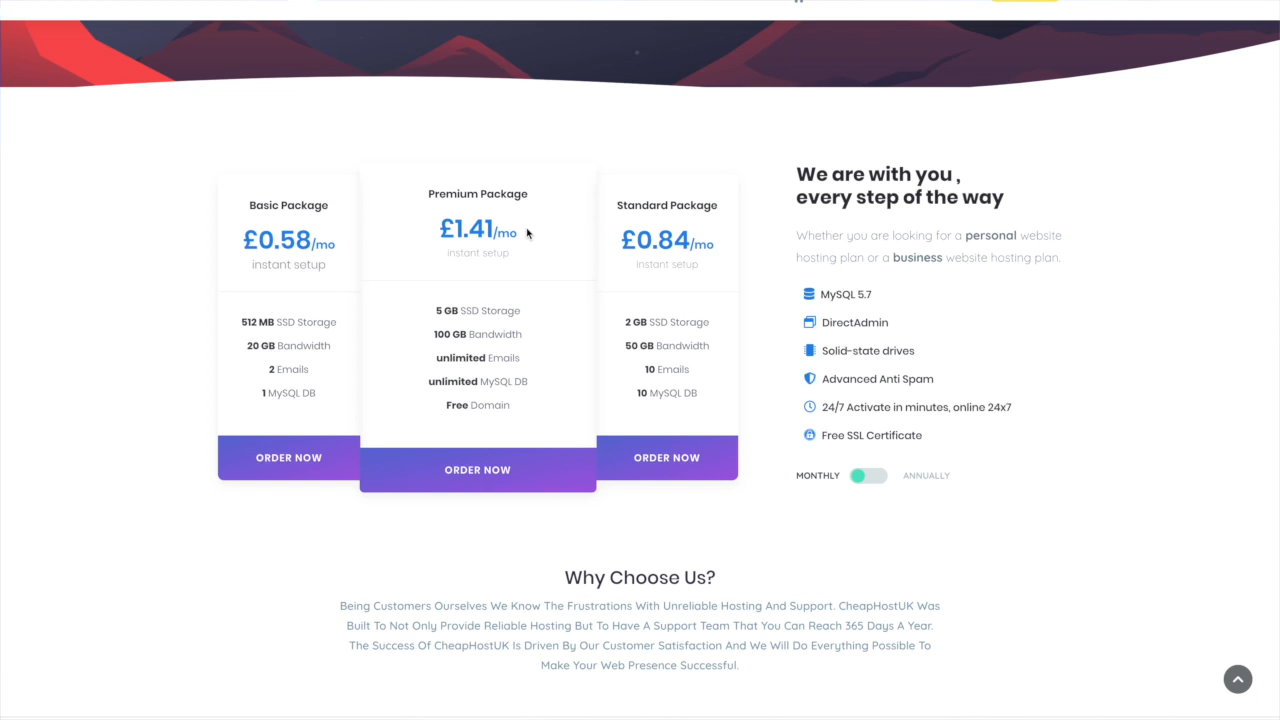 Basic Package
£0.58/mo
instant setup
512 MB SSD Storage
20 GB Bandwidth
2 Emails
1 MySQL DB
ORDER NOW
Premium Package
£1.41/mo
instant setup
5 GB SSD Storage
100 GB Bandwidth
unlimited Emails
unlimited MySQL DB
Free Domain
ORDER NOW
Standard Package
£0.84/mo
instant setup
2 GB SSD Storage
50 GB Bandwidth
10 Emails
10 MySQL DB
ORDER NOW
We are with you ,
every step of the way
Whether you are looking for a personal website
hosting plan or a business website hosting plan.
MySQL 5.7
DirectAdmin
Solid-state drives
Advanced Anti Spam
24/7 Activate in minutes, online 24x7
Free SSL Certificate
MONTHLY ANNUALLY
Why Choose Us?
Being Customers Ourselves We Know The Frustrations With Unreliable Hosting And Support. CheapHostUK Was
Built To Not Only Provide Reliable Hosting But To Have A Support Team That You Can Reach 365 Days A Year.
The Success Of CheapHostUK Is Driven By Our Customer Satisfaction And We Will Do Everything Possible To
Make Your Web Presence Successful.